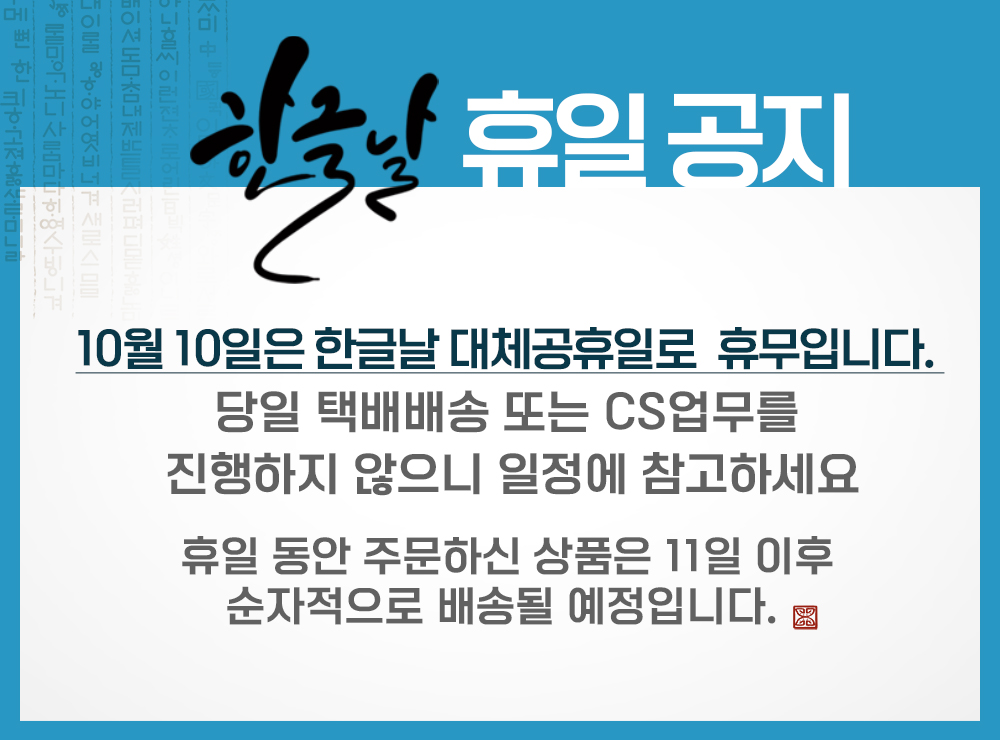 한글날 휴일 공지
10월 10일은 한글날 대체공휴일로 휴무입니다.
당일 택배배송 또는 CS업무를
진행하지 않으니 일정에 참고하세요
휴일 동안 주문하신 상품은 11일 이후
순자적으로 배송될 예정입니다.